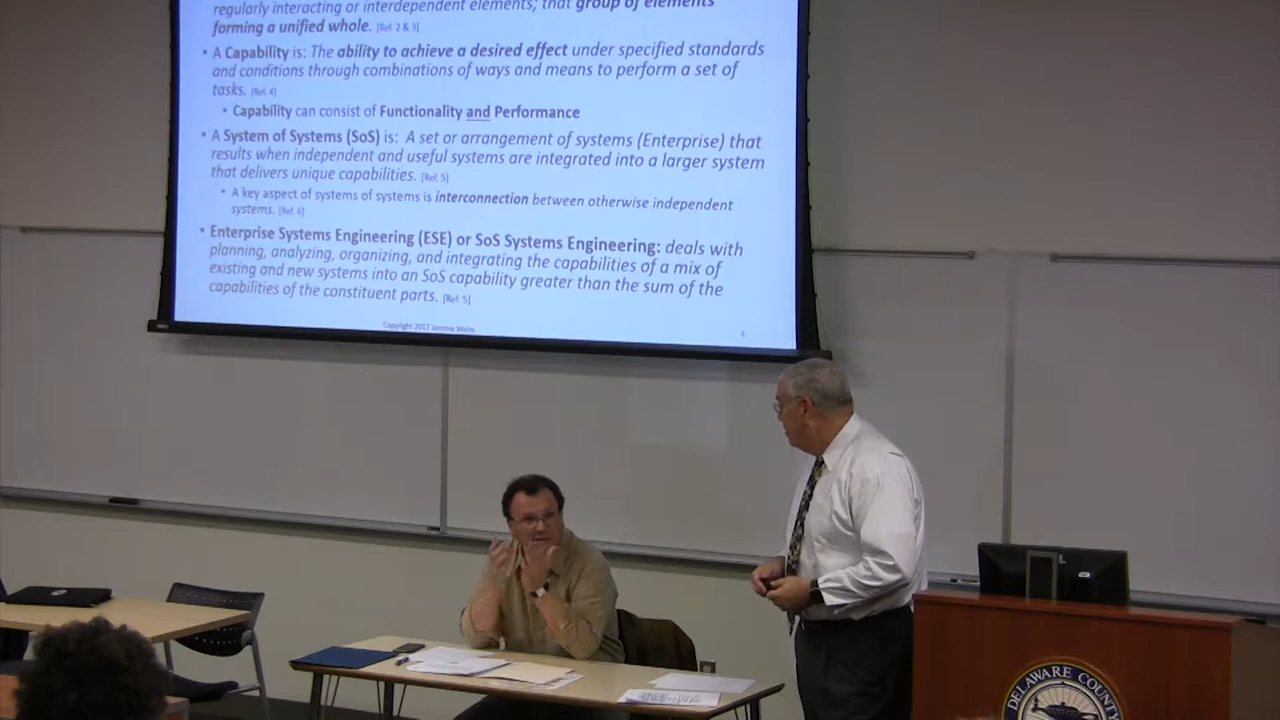 regularly interacting or interdependent elements; that group of elements
forming a unified whole. [Ref. 2 & 3]
• A Capability is: The ability to achieve a desired effect under specified standards
and conditions through combinations of ways and means to perform a set of
tasks. [Ref. 4]
• Capability can consist of Functionality and Performance
• A System of Systems (SoS) is: A set or arrangement of systems (Enterprise) that
results when independent and useful systems are integrated into a larger system
that delivers unique capabilities. [Ref. 5]
• A key aspect of systems of systems is interconnection between otherwise independent
systems. [Ref. 6]
• Enterprise Systems Engineering (ESE) or SoS Systems Engineering: deals with
planning, analyzing, organizing, and integrating the capabilities of a mix of
existing and new systems into an SoS capability greater than the sum of the
capabilities of the constituent parts. [Ref. 5]
Copyright 2017
4
DELAWARE COUNTY